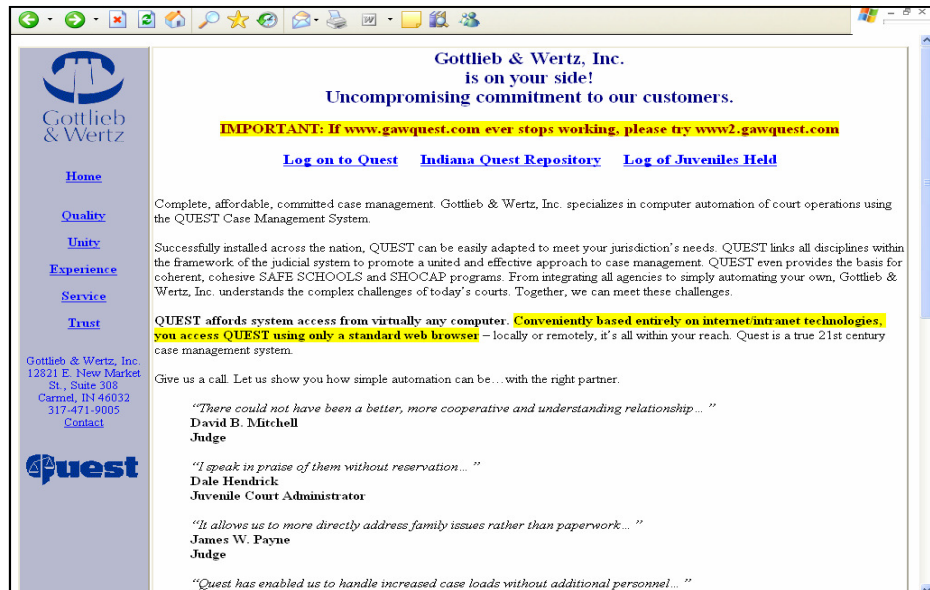 Gottlieb
& Wertz
Home
Quality
Unity
Experience
Service
Trust
Gottlieb & Wertz, Inc.
12821 E. New Market
St., Suite 308
Carmel, IN 46032
317-471-9005
Contact
Quest
Gottlieb & Wertz, Inc.
is on your side!
Uncompromising commitment to our customers.
IMPORTANT: If www.gawquest.com ever stops working, please try www2.gawquest.com
Log on to Quest Indiana Quest Repository Log of Juveniles Held
Complete, affordable, committed case management. Gottlieb & Wertz, Inc. specializes in computer automation of court operations using
the QUEST Case Management System.
Successfully installed across the nation, QUEST can be easily adapted to meet your jurisdiction's needs. QUEST links all disciplines within
the framework of the judicial system to promote a united and effective approach to case management. QUEST even provides the basis for
coherent, cohesive SAFE SCHOOLS and SHOCAP programs. From integrating all agencies to simply automating your own, Gottlieb &
Wertz, Inc. understands the complex challenges of today's courts. Together, we can meet these challenges.
QUEST affords system access from virtually any computer. Conveniently based entirely on internet/intranet technologies,
you access QUEST using only a standard web browser – locally or remotely, it's all within your reach. Quest is a true 21st century
case management system.
Give us a call. Let us show you how simple automation can be…with the right partner.
“There could not have been a better, more cooperative and understanding relationship… ”
David B. Mitchell
Judge
“I speak in praise of them without reservation… ”
Dale Hendrick
Juvenile Court Administrator
“It allows us to more directly address family issues rather than paperwork… ”
James W. Payne
Judge
“Quest has enabled us to handle increased case loads without additional personnel… ”